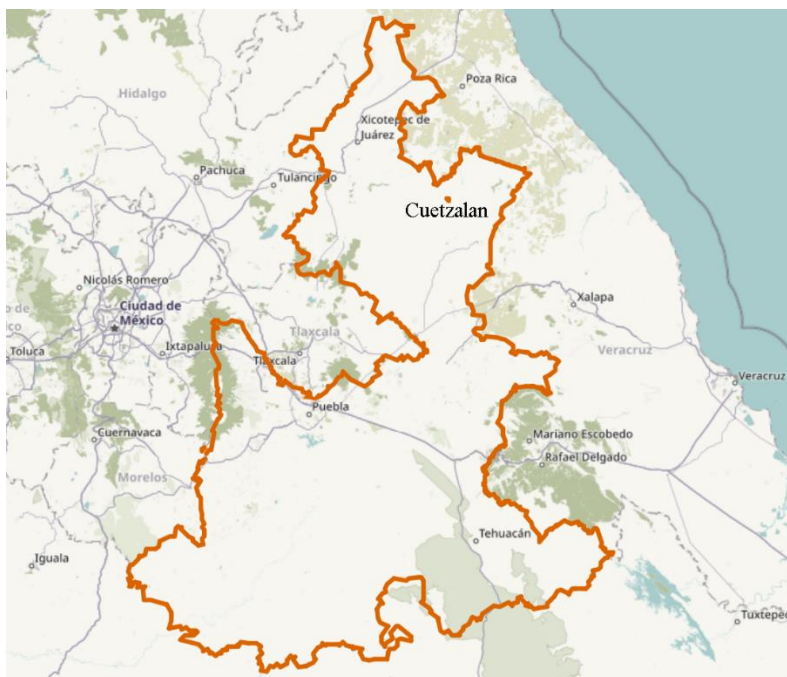 Poza Rica
Hidalgo
Xicotepec de
Juárez
Pachuca
Tulancingo
Cuetzalan
Nicolás Romero
Ciudad de
México
Xalapa
Toluca
Ixtapaluca
Tlaxcala
Tlaxcala
Veracruz
Veracruz
Puebla
Cuernavaca
Mariano Escobedo
Rafael Delgado
Morelos
Tehuacán
Iguala
Tuxtepec